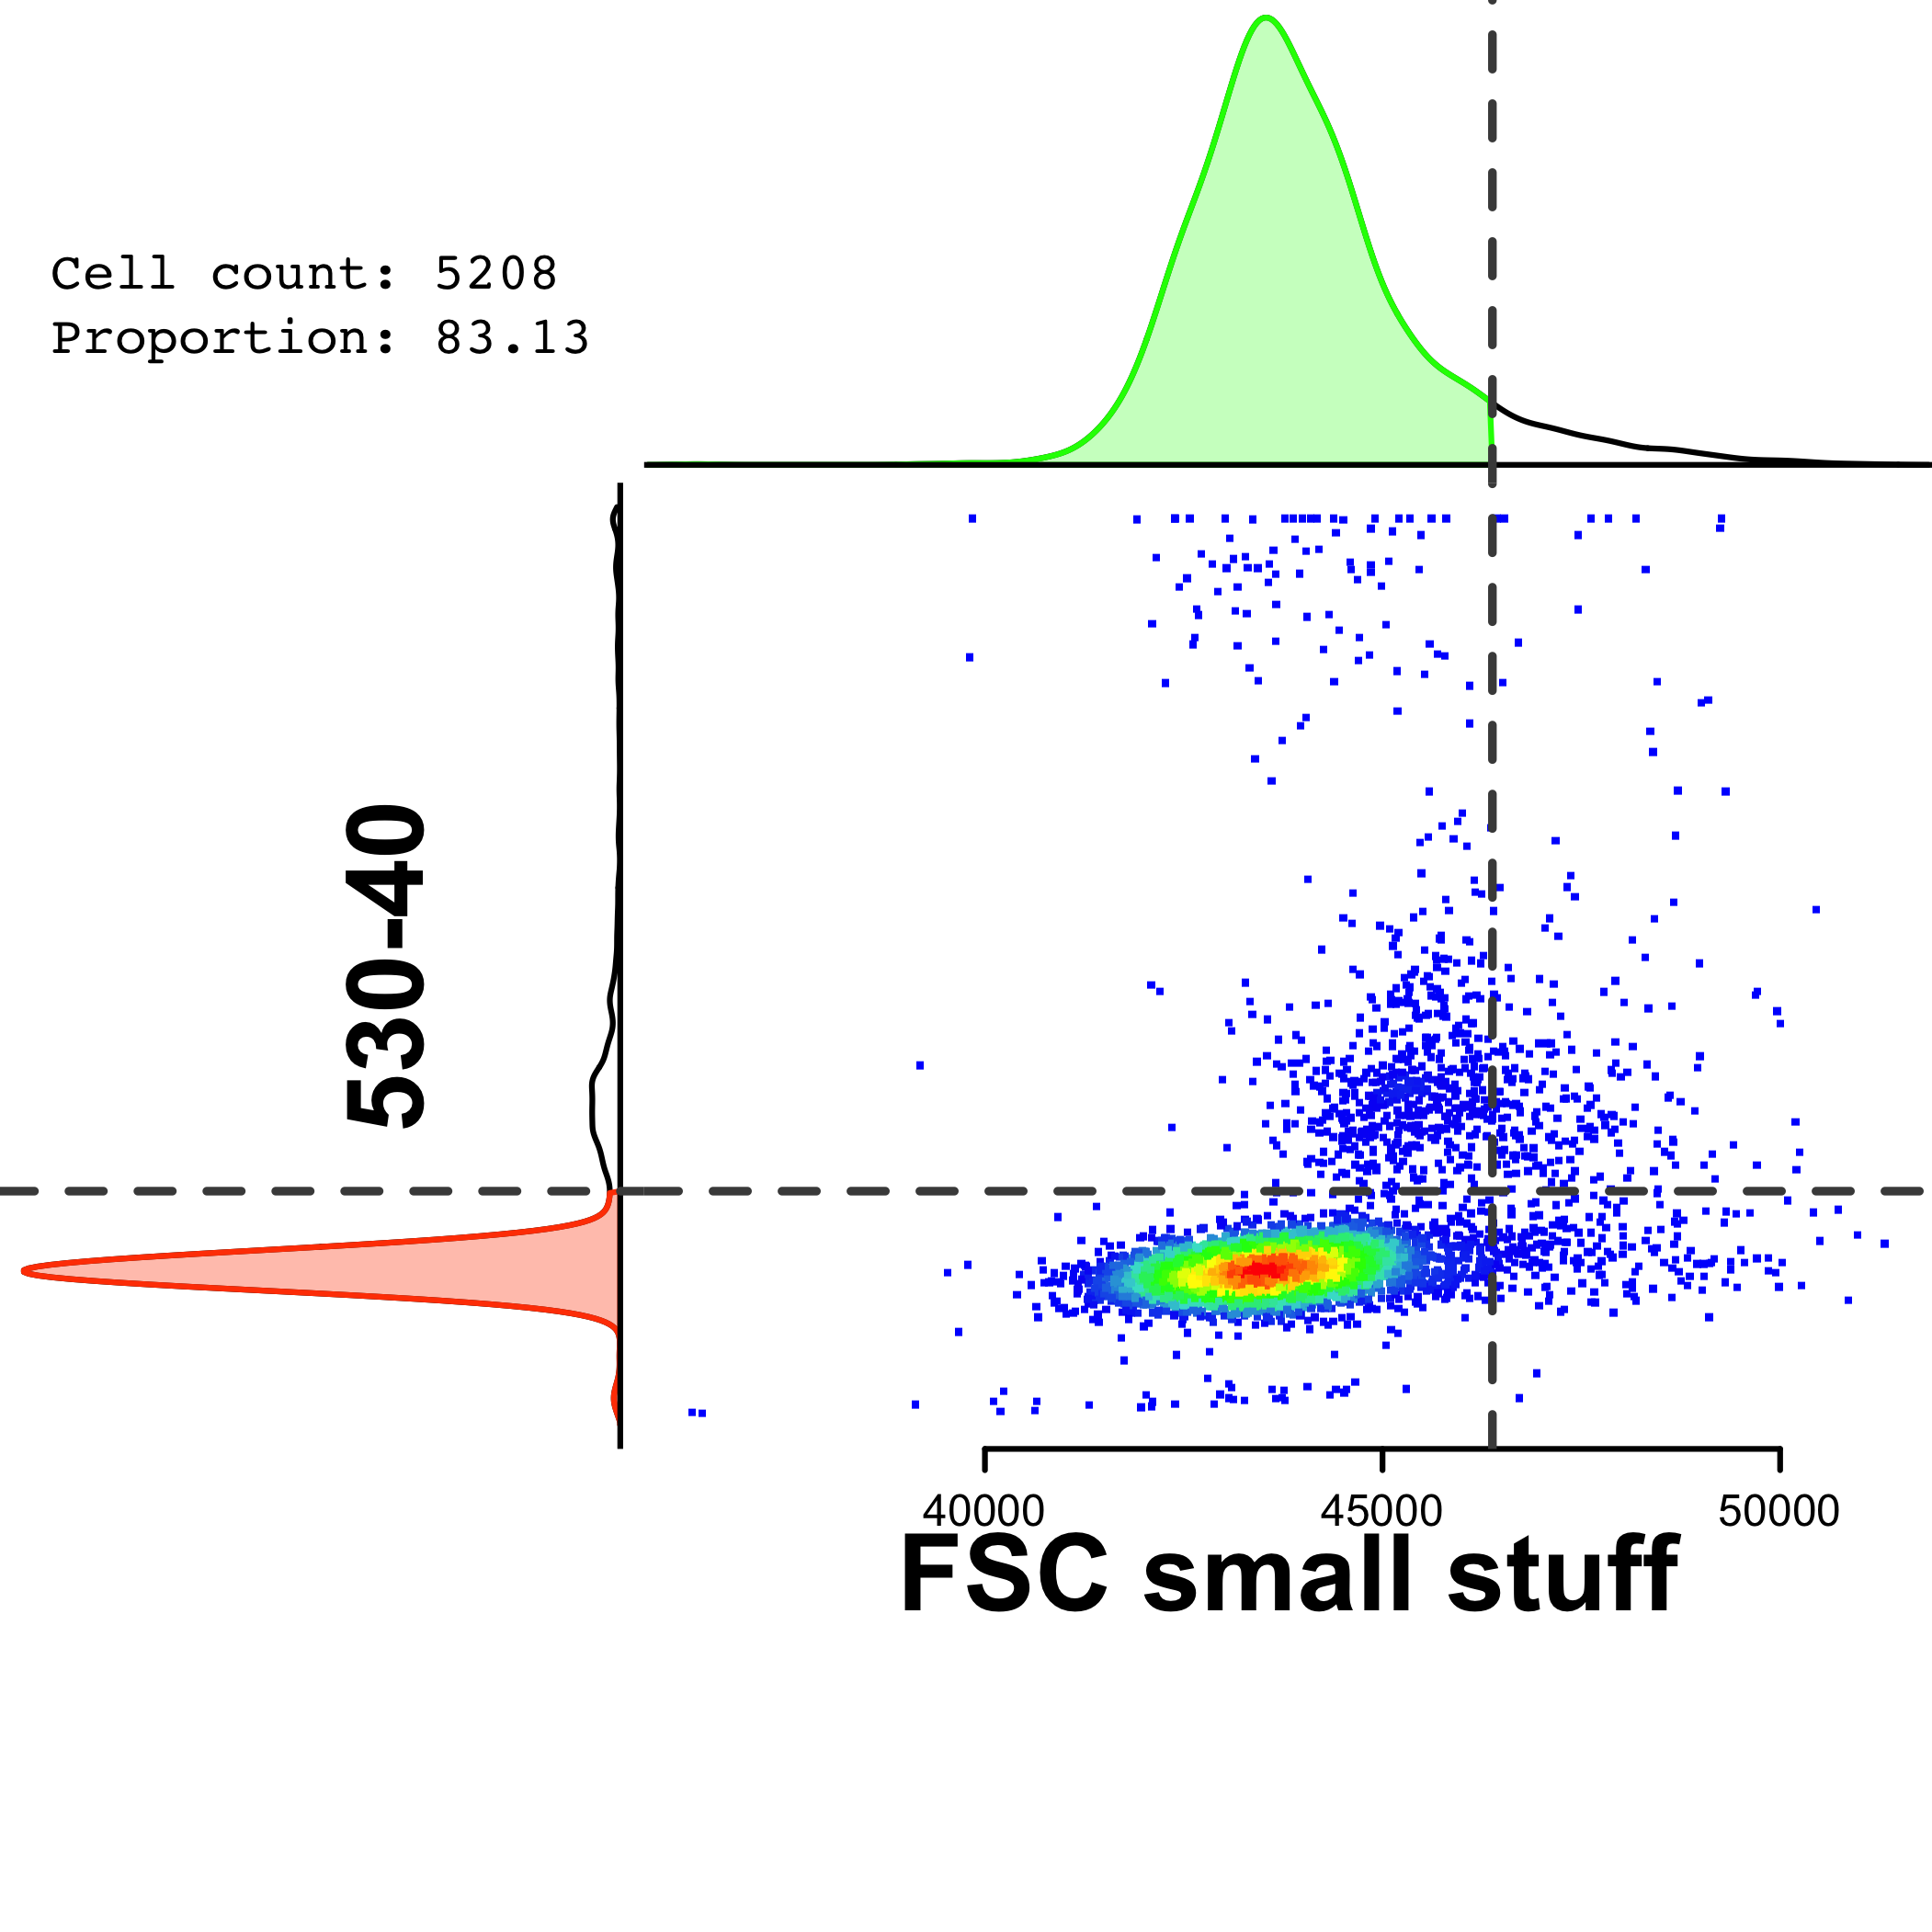 Cell count: 5208
Proportion: 83.13
530-40
40000 45000 50000
FSC small stuff